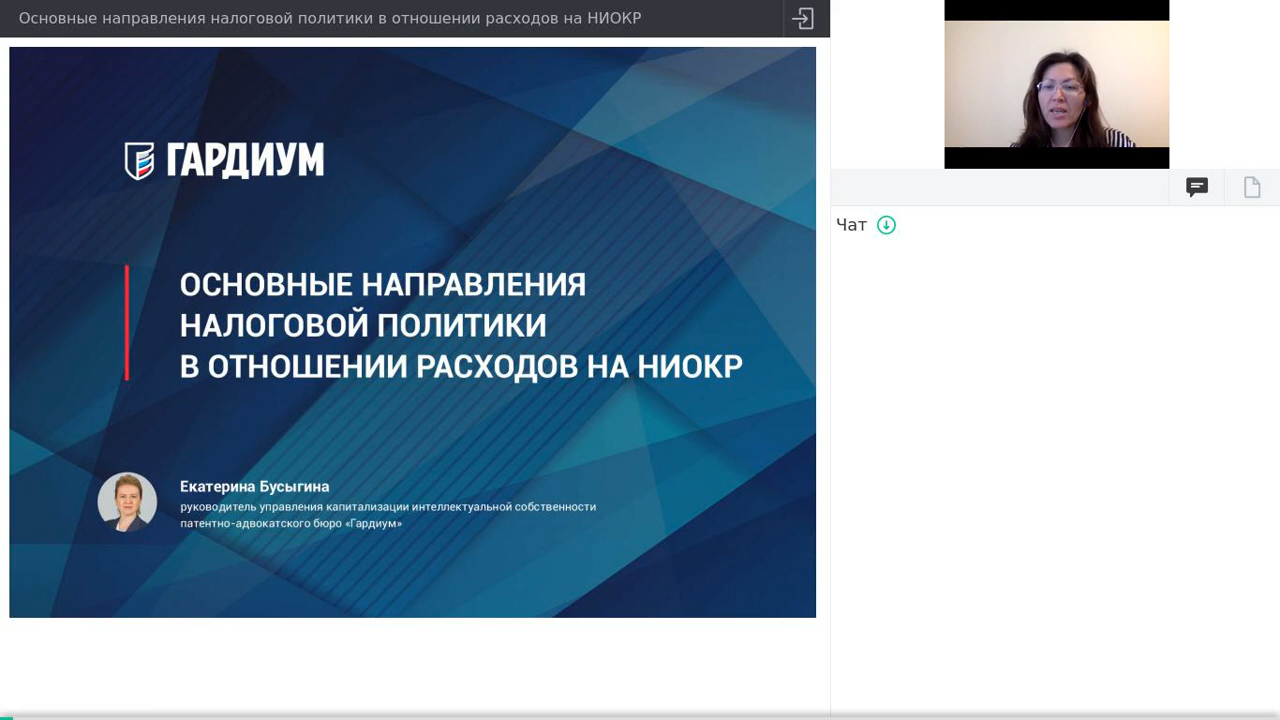 Основные направления налоговой политики в отношении расходов на НИОКР
ГАРДИУМ
ОСНОВНЫЕ НАПРАВЛЕНИЯ
НАЛОГОВОЙ ПОЛИТИКИ
В ОТНОШЕНИИ РАСХОДОВ НА НИОКР
Екатерина Бусыгина
руководитель управления капитализации интеллектуальной собственности
патентно-адвокатского бюро «Гардиум»
Чат